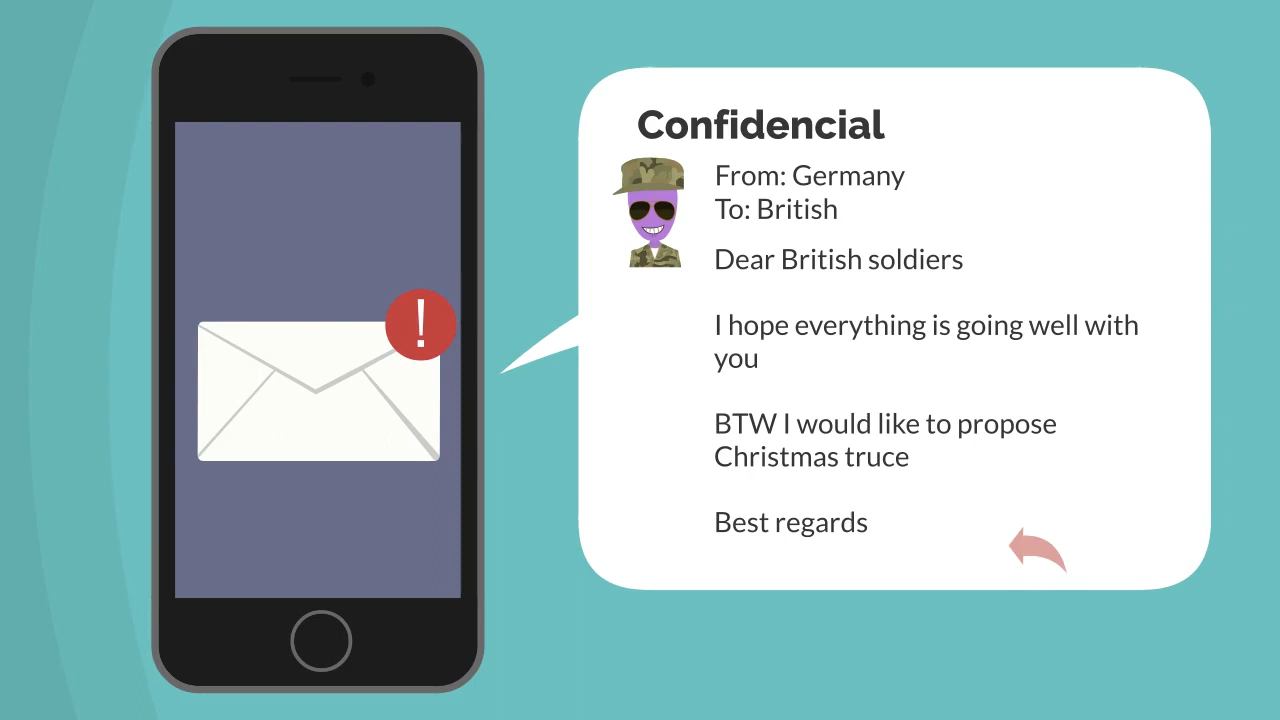 Confidencial
From: Germany
To: British
Dear British soldiers
I hope everything is going well with
you
BTW I would like to propose
Christmas truce
Best regards
!